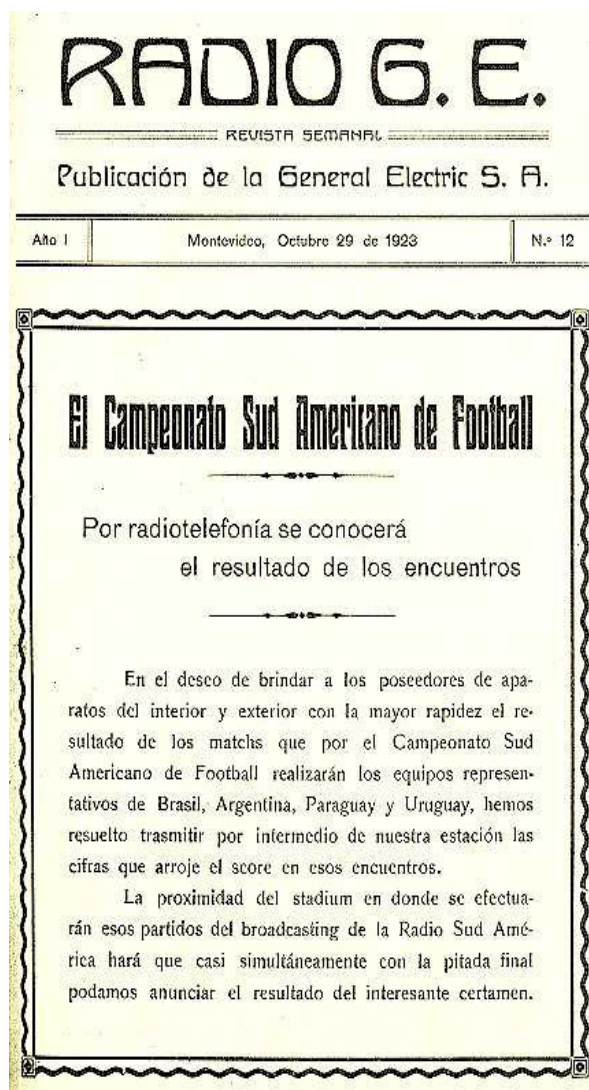 RADIO G. E.
REVISTA SEMANAL
Publicación de la General Electric S. A.
Año I
Montevideo, Octubre 29 de 1923
N.º 12
El Campeonato Sud Americano de Football
Por radiotelefonía se conocerá
el resultado de los encuentros
En el deseo de brindar a los poseedores de apa-
ratos del interior y exterior con la mayor rapidez el re-
sultado de los matchs que por el Campeonato Sud
Americano de Football realizarán los equipos represen-
tativos de Brasil, Argentina, Paraguay y Uruguay, hemos
resuelto trasmitir por intermedio de nuestra estación las
cifras que arroje el score en esos encuentros.
La proximidad del stadium en donde se efectua-
rán esos partidos del broadcasting de la Radio Sud Amé-
rica hará que casi simultáneamente con la pitada final
podamos anunciar el resultado del interesante certamen.